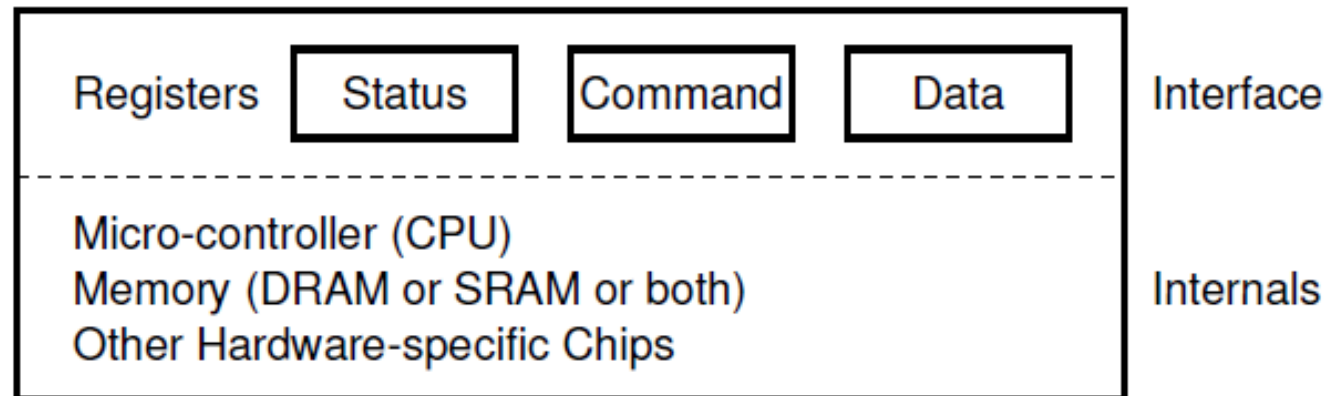 Registers Status Command Data Interface
Micro-controller (CPU)
Memory (DRAM or SRAM or both) Internals
Other Hardware-specific Chips